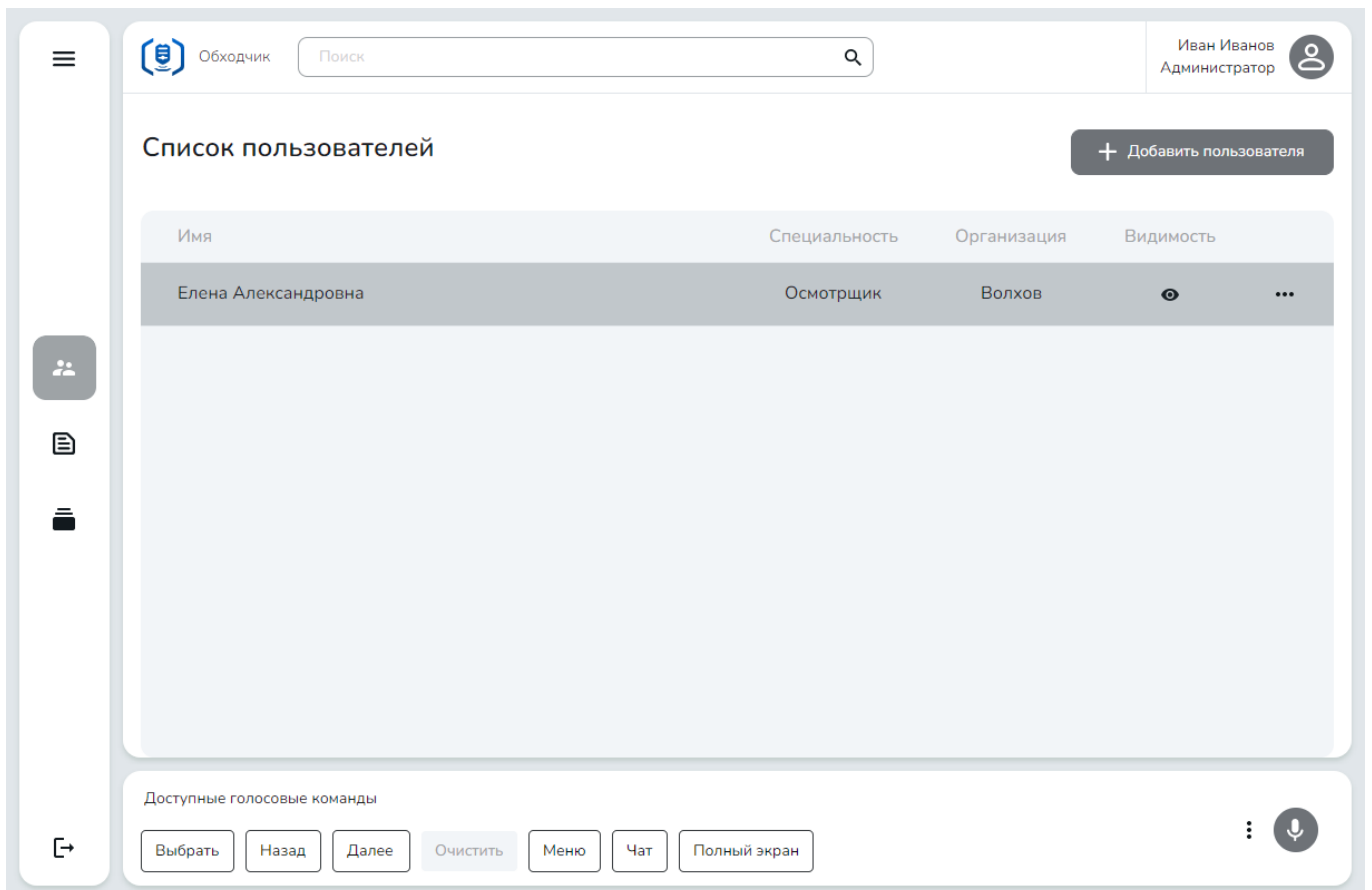 Обходчик
Поиск
Иван Иванов
Администратор
Список пользователей
Добавить пользователя
Имя Специальность Организация Видимость
Елена Александровна Осмотрщик Волхов
Доступные голосовые команды
Выбрать Назад Далее Очистить Меню Чат Полный экран